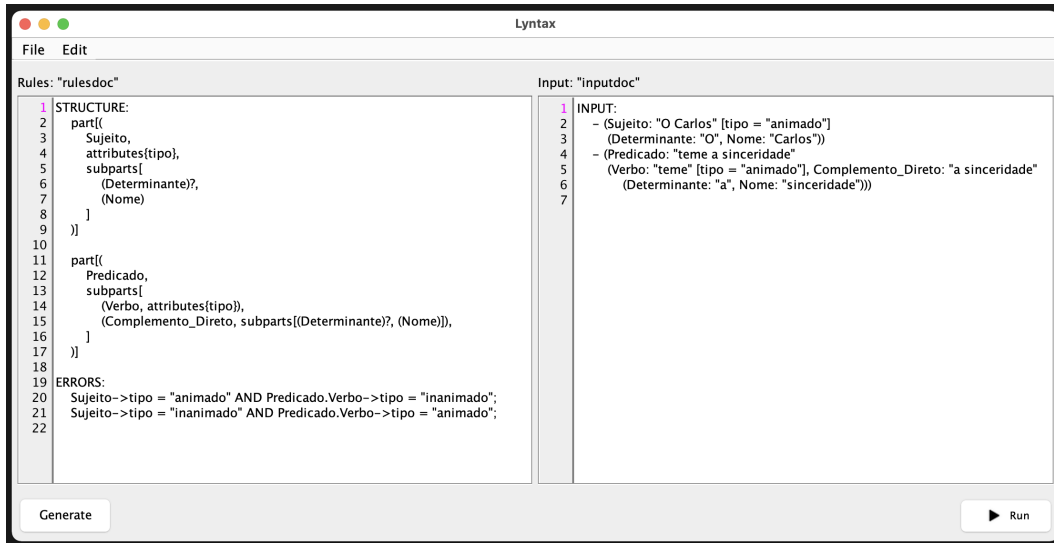 Lyntax
File Edit
Rules: "rulesdoc"
1 STRUCTURE:
2 part[(
3 Sujeito,
4 attributes{tipo},
5 subparts[
6 (Determinante)?,
7 (Nome)
8 ]
9 )]
10
11 part[(
12 Predicado,
13 subparts[
14 (Verbo, attributes{tipo}),
15 (Complemento_Direto, subparts[(Determinante)?, (Nome)]),
16 ]
17 )]
18
19 ERRORS:
20 Sujeito->tipo = "animado" AND Predicado.Verbo->tipo = "inanimado";
21 Sujeito->tipo = "inanimado" AND Predicado.Verbo->tipo = "animado";
22
Input: "inputdoc"
1 INPUT:
2 – (Sujeito: "O Carlos" [tipo = "animado"]
3 (Determinante: "O", Nome: "Carlos"))
4 – (Predicado: "teme a sinceridade"
5 (Verbo: "teme" [tipo = "animado"], Complemento_Direto: "a sinceridade"
6 (Determinante: "a", Nome: "sinceridade")))
7
Generate
Run